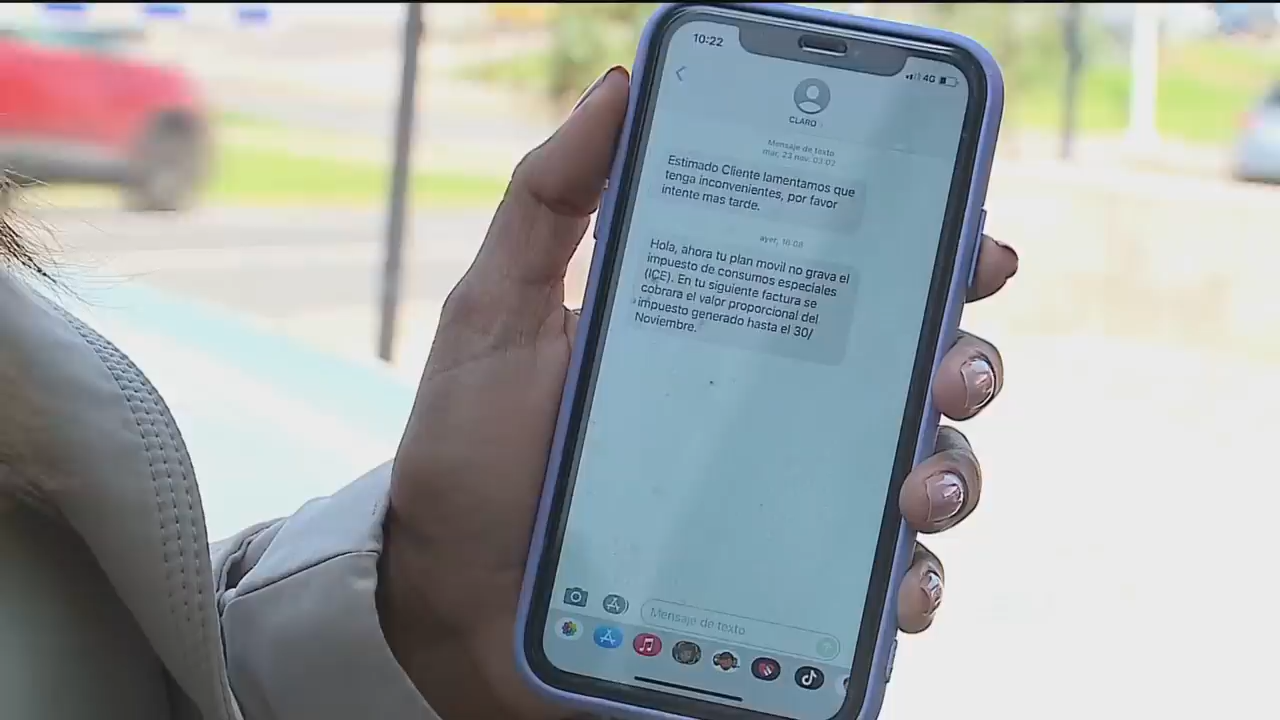 10:22
4G
CLARO
Mensaje de texto
mar, 23 nov. 03:02
Estimado Cliente lamentamos que
tenga inconvenientes, por favor
intente mas tarde.
ayer, 16:08
Hola, ahora tu plan movil no grava el
impuesto de consumos especiales
(ICE). En tu siguiente factura se
cobrara el valor proporcional del
impuesto generado hasta el 30/
Noviembre.
Mensaje de texto